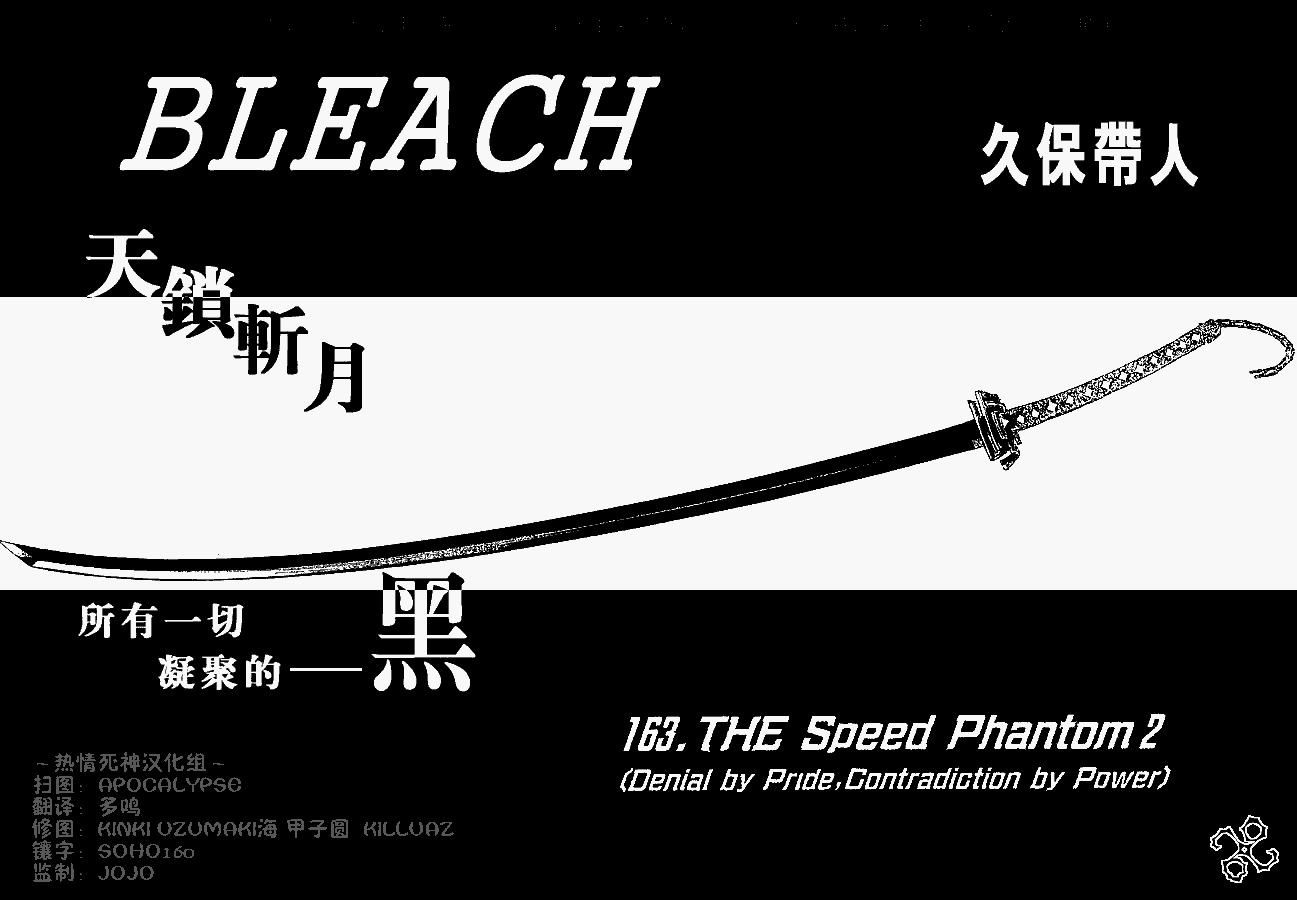 BLEACH
久保帶人
天鎖斬月
所有一切
凝聚的——黑
163. THE Speed Phantom 2
(Denial by Pride, Contradiction by Power)
~热情死神汉化组~
扫图: APOCALYPSE
翻译: 多鸣
修图: KINKI UZUMAKI海 甲子圆 KILLUAZ
镶字: SOHO160
监制: JOJO